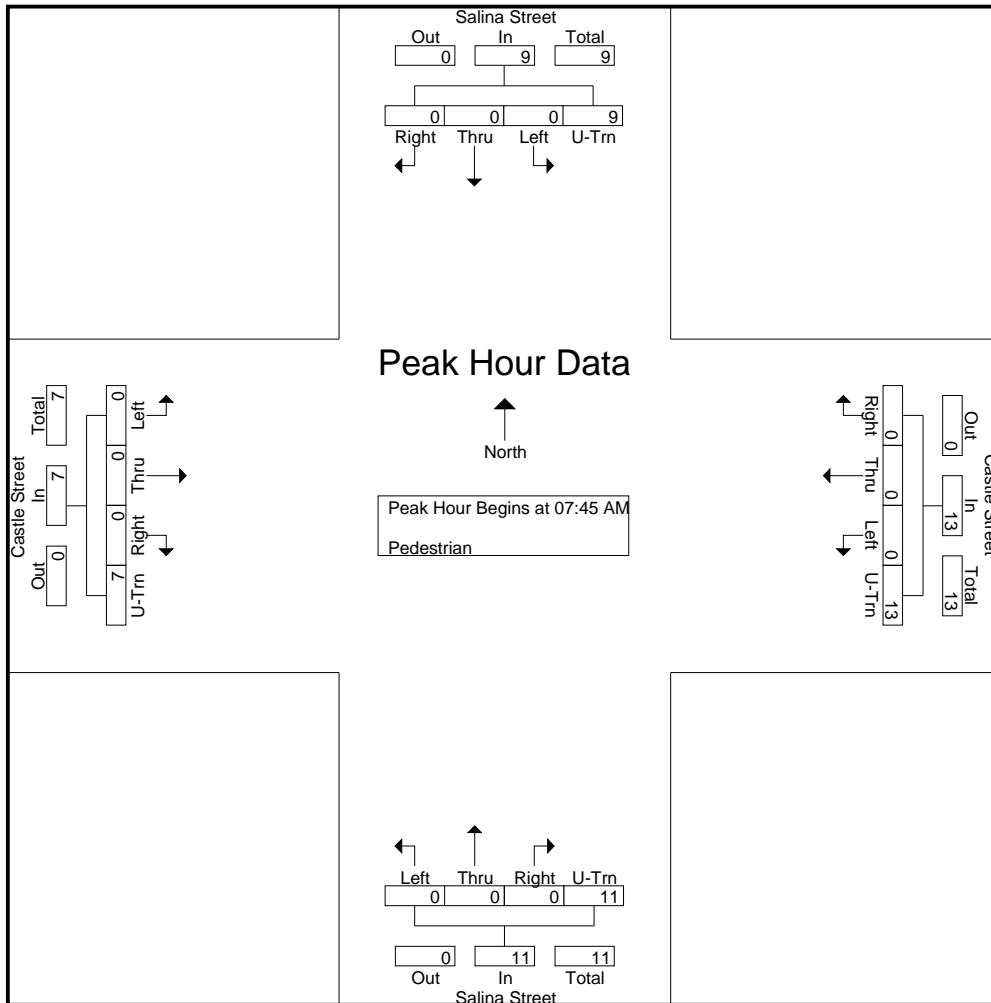 Salina Street
Out In Total
0 9 9
0 0 0 9
Right Thru Left U-Trn
Peak Hour Data
North
Peak Hour Begins at 07:45 AM
Pedestrian
Castle Street
Total In Out
7 7 0
0 0 0 7
Left Thru Right U-Trn
Right Thru Left U-Trn
0 0 0 13
Out In Total
0 13 13
Castle Street
Left Thru Right U-Trn
0 0 0 11
0 11 11
Out In Total
Salina Street